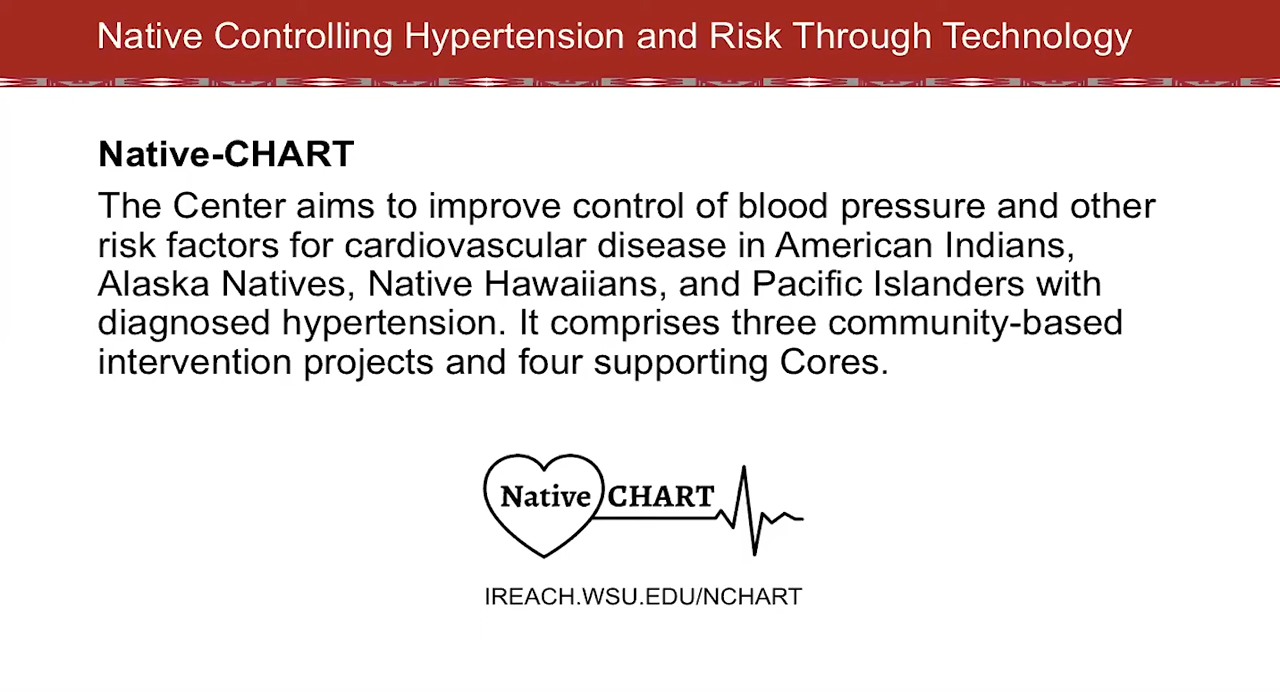 Native Controlling Hypertension and Risk Through Technology
Native-CHART
The Center aims to improve control of blood pressure and other
risk factors for cardiovascular disease in American Indians,
Alaska Natives, Native Hawaiians, and Pacific Islanders with
diagnosed hypertension. It comprises three community-based
intervention projects and four supporting Cores.
Native CHART
IREACH.WSU.EDU/NCHART